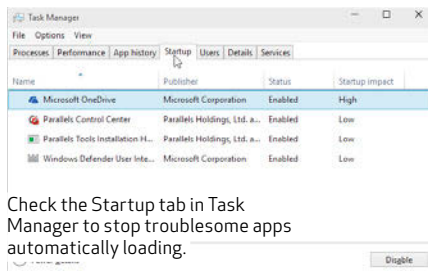 Task Manager
File Options View
Processes Performance App history Startup Users Details Services
Name Publisher Status Startup impact
Microsoft OneDrive Microsoft Corporation Enabled High
Parallels Control Center Parallels Holdings, Ltd. a... Enabled Low
Parallels Tools Installation H... Parallels Holdings, Ltd. a... Enabled Low
Windows Defender User Inte... Microsoft Corporation Enabled Low
Check the Startup tab in Task
Manager to stop troublesome apps
automatically loading.
Disable